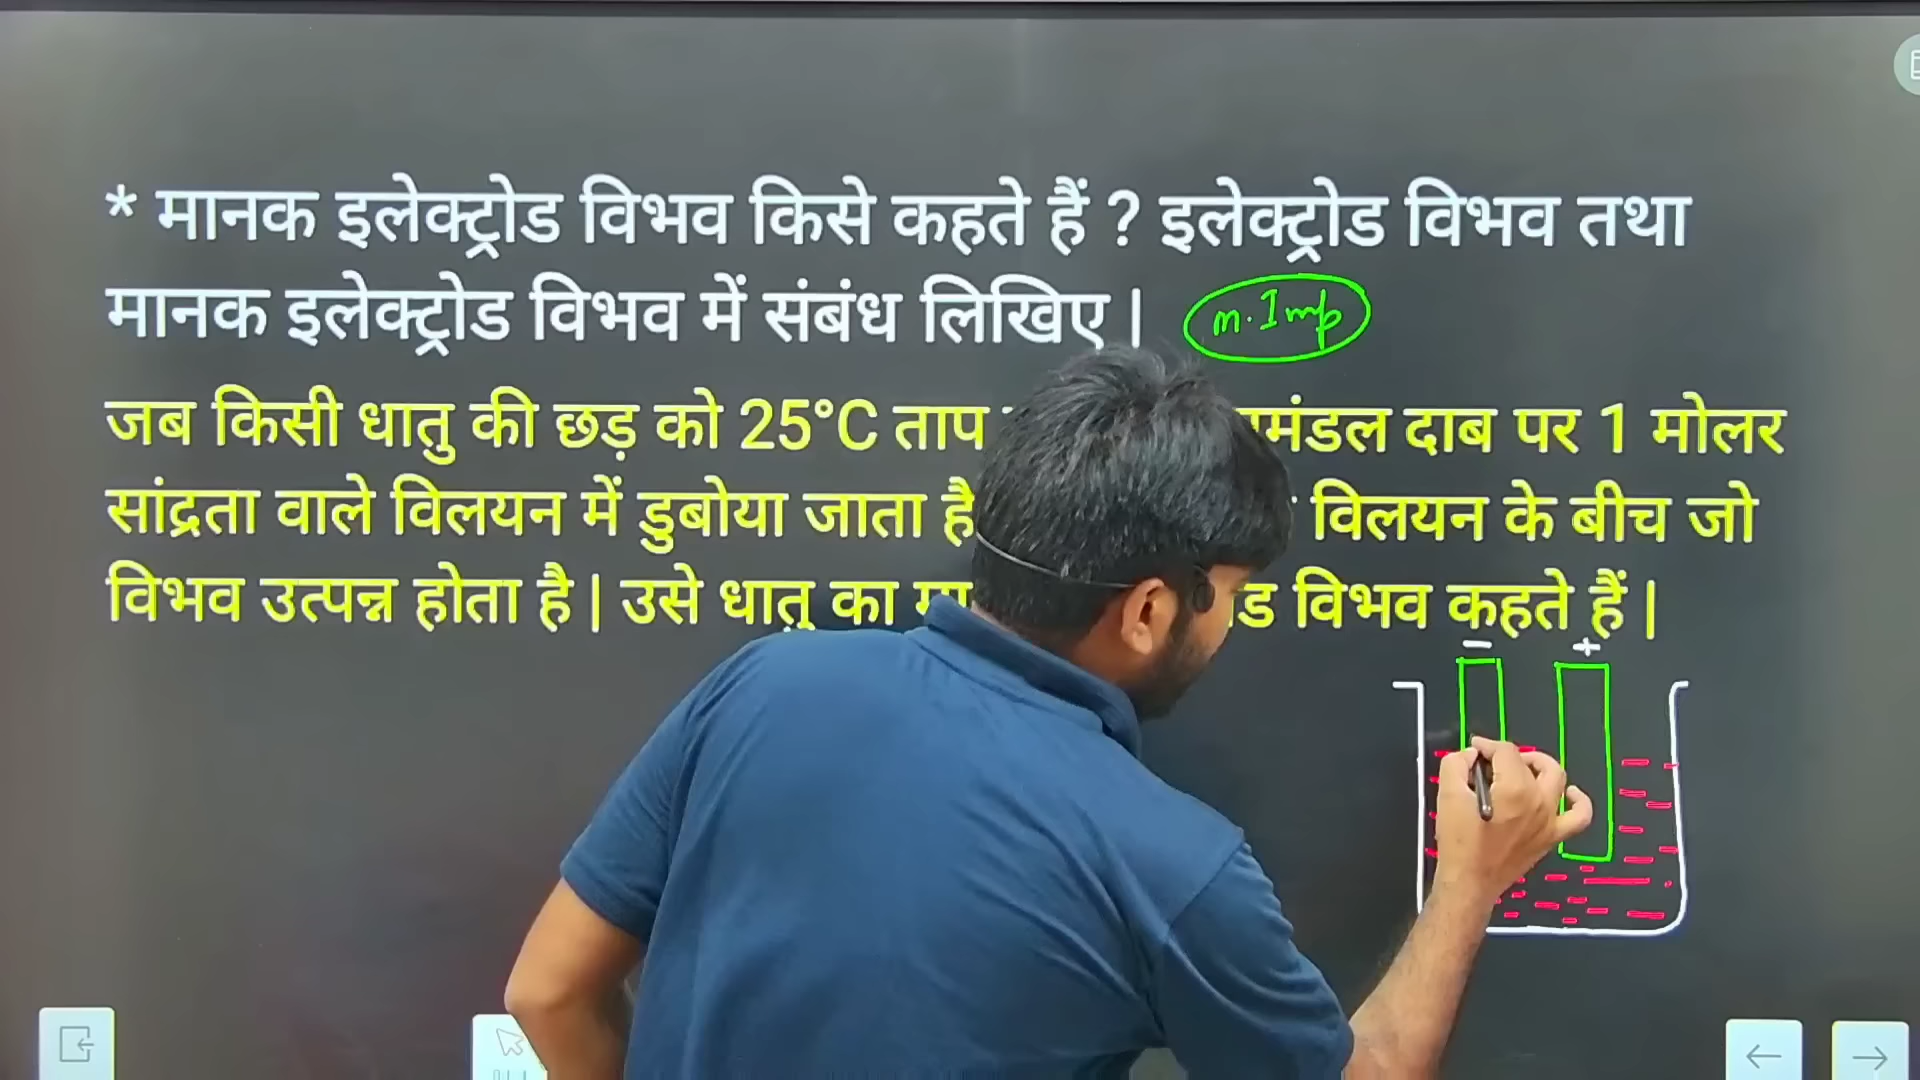 * मानक इलेक्ट्रोड विभव किसे कहते हैं ? इलेक्ट्रोड विभव तथा
मानक इलेक्ट्रोड विभव में संबंध लिखिए | m. Imp
जब किसी धातु की छड़ को 25°C ताप मंडल दाब पर 1 मोलर
सांद्रता वाले विलयन में डुबोया जाता है विलयन के बीच जो
विभव उत्पन्न होता है | उसे धातु का विभव कहते हैं |
- +